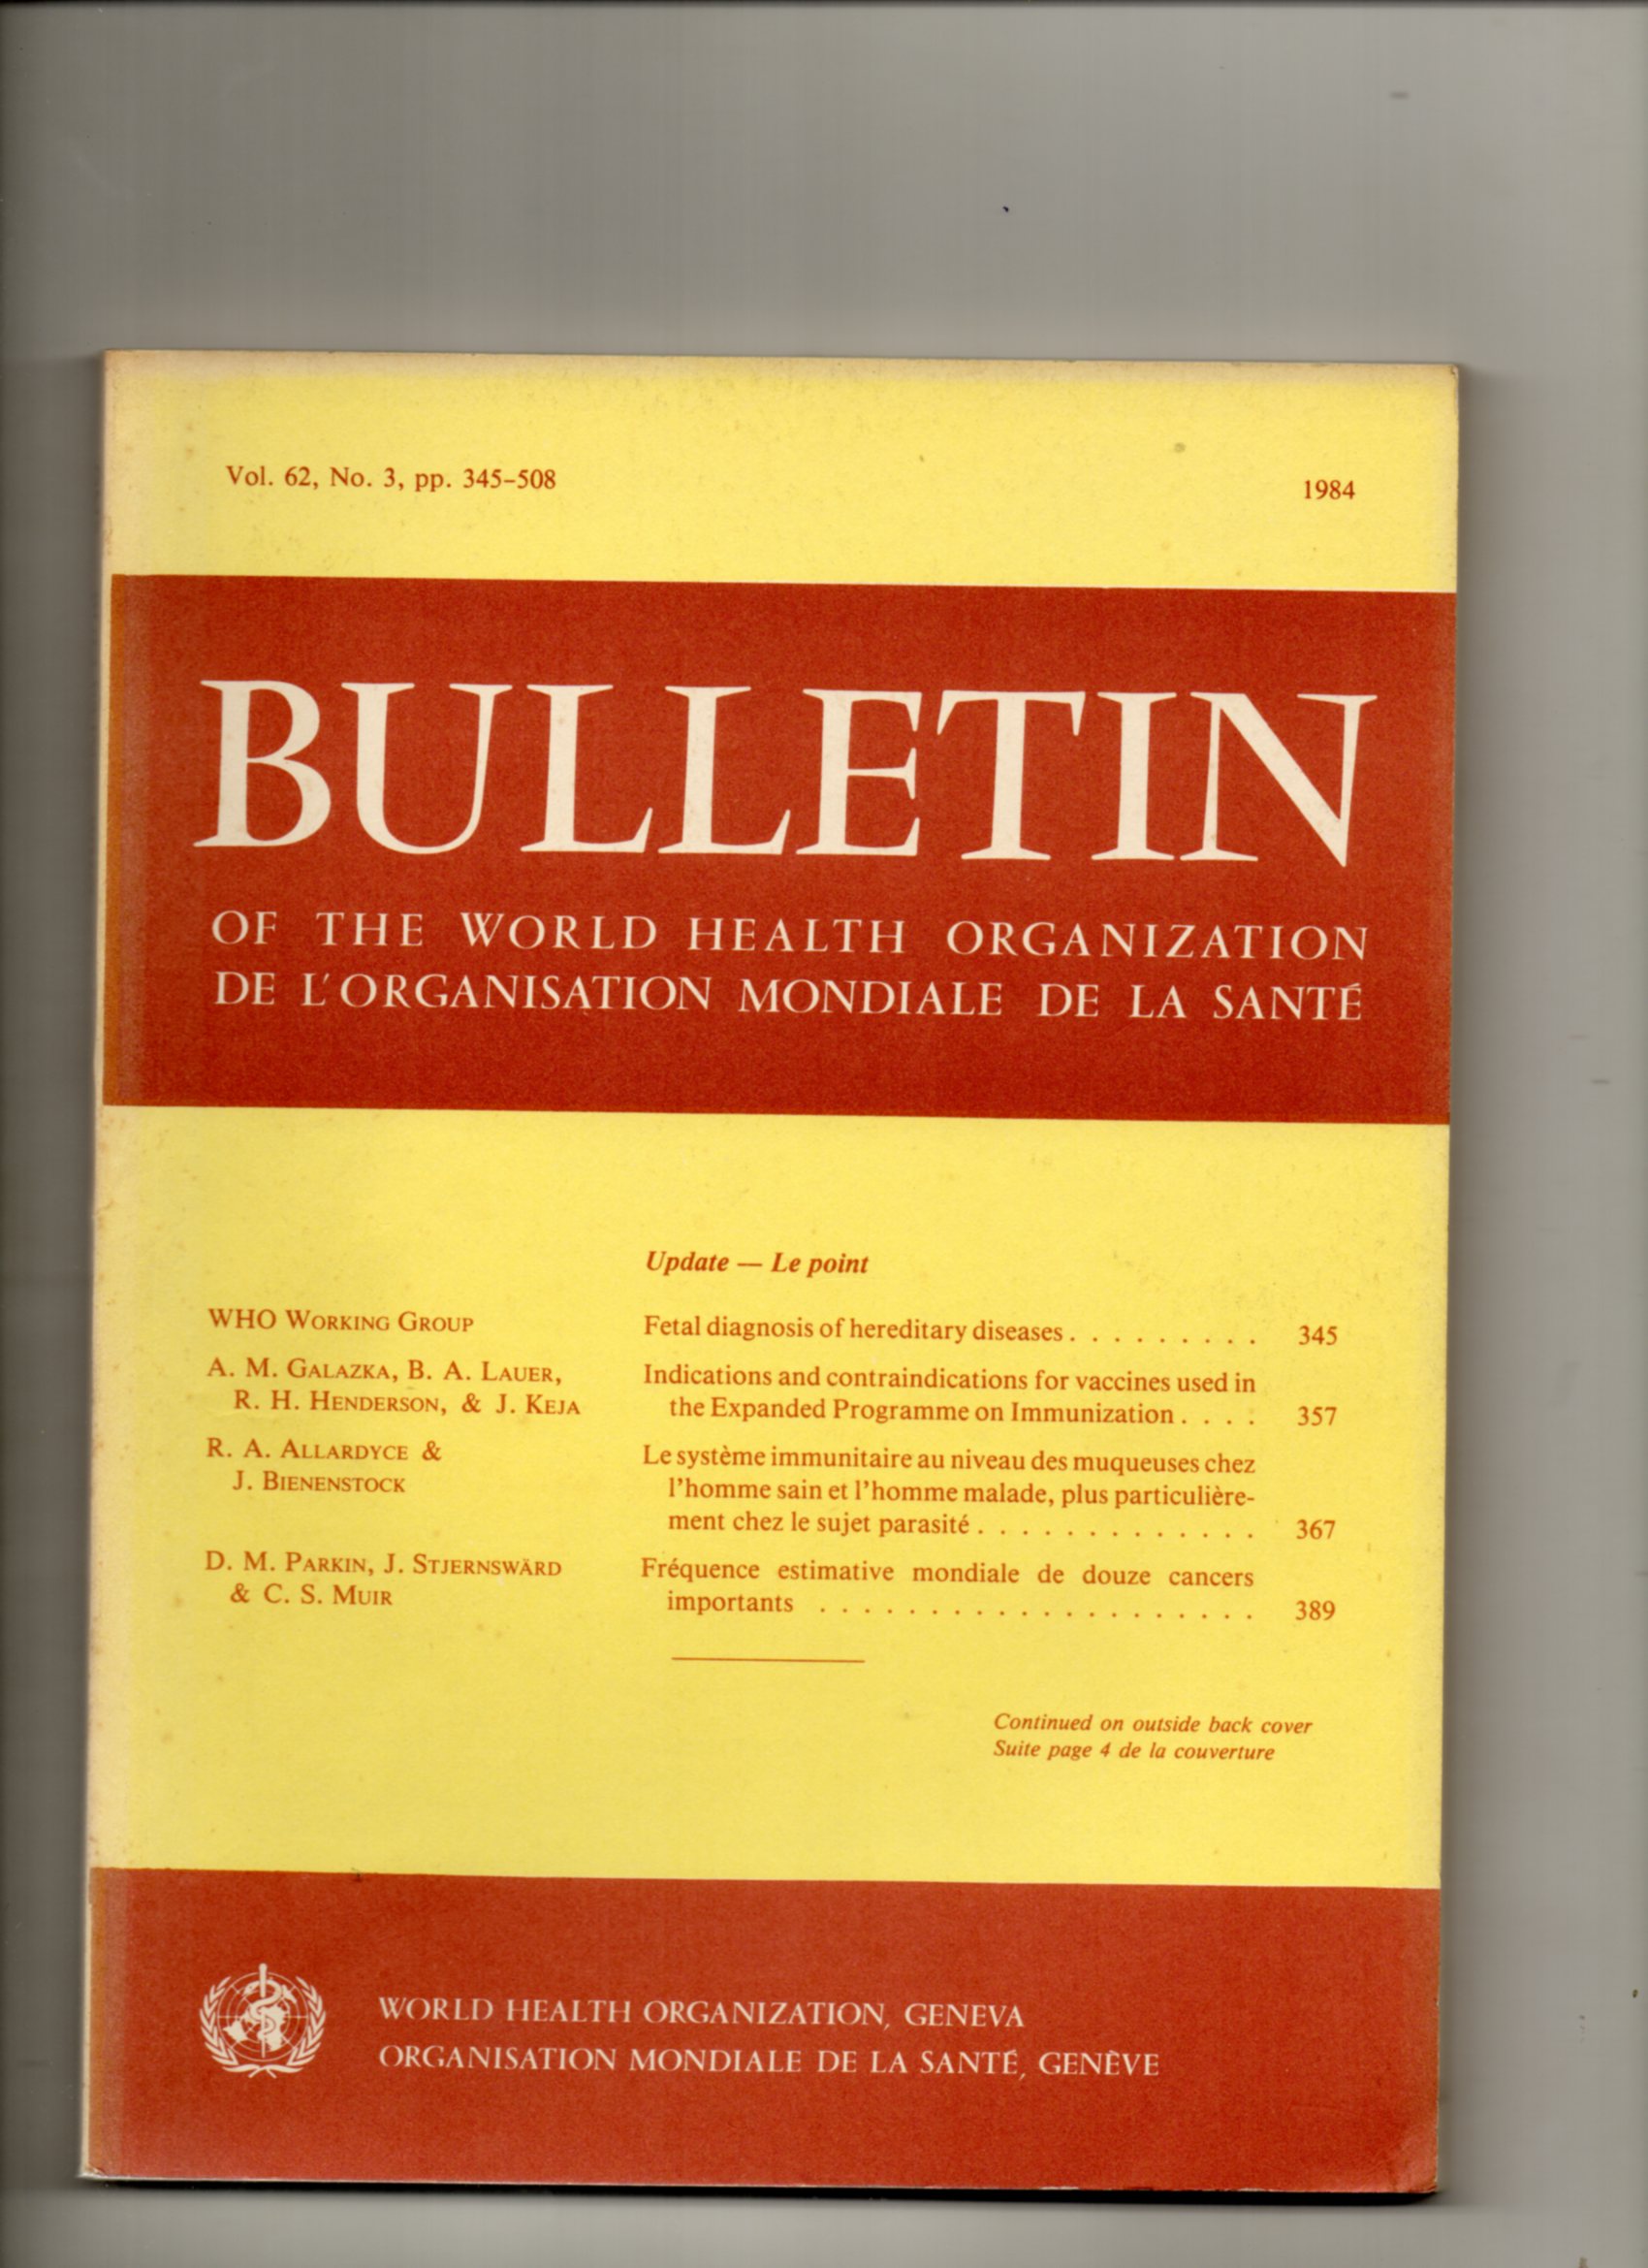 Vol. 62, No. 3, pp. 345–508 1984
BULLETIN
OF THE WORLD HEALTH ORGANIZATION
DE L'ORGANISATION MONDIALE DE LA SANTÉ
Update — Le point
WHO WORKING GROUP Fetal diagnosis of hereditary diseases . . . . . . . . . 345
A. M. GALAZKA, B. A. LAUER, Indications and contraindications for vaccines used in
R. H. HENDERSON, & J. KEJA the Expanded Programme on Immunization . . . . 357
R. A. ALLARDYCE & Le système immunitaire au niveau des muqueuses chez
J. BIENENSTOCK l'homme sain et l'homme malade, plus particulière-
ment chez le sujet parasité . . . . . . . . . . . . . 367
D. M. PARKIN, J. STJERNSWÄRD Fréquence estimative mondiale de douze cancers
& C. S. MUIR importants . . . . . . . . . . . . . . . . . . . . 389
Continued on outside back cover
Suite page 4 de la couverture
WORLD HEALTH ORGANIZATION, GENEVA
ORGANISATION MONDIALE DE LA SANTÉ, GENÈVE